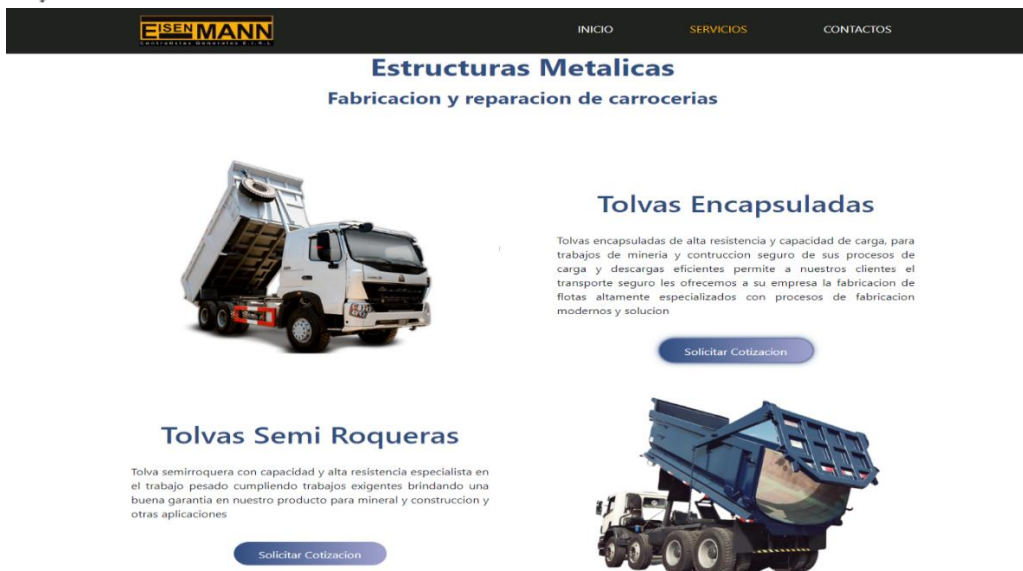 EISENMANN
Contratistas Generales E.I.R.L
INICIO
SERVICIOS
CONTACTOS
Estructuras Metalicas
Fabricacion y reparacion de carrocerias
Tolvas Encapsuladas
Tolvas encapsuladas de alta resistencia y capacidad de carga, para
trabajos de mineria y contruccion seguro de sus procesos de
carga y descargas eficientes permite a nuestros clientes el
transporte seguro les ofrecemos a su empresa la fabricacion de
flotas altamente especializados con procesos de fabricacion
modernos y solucion
Solicitar Cotizacion
Tolvas Semi Roqueras
Tolva semirroquera con capacidad y alta resistencia especialista en
el trabajo pesado cumpliendo trabajos exigentes brindando una
buena garantia en nuestro producto para mineral y construccion y
otras aplicaciones
Solicitar Cotizacion